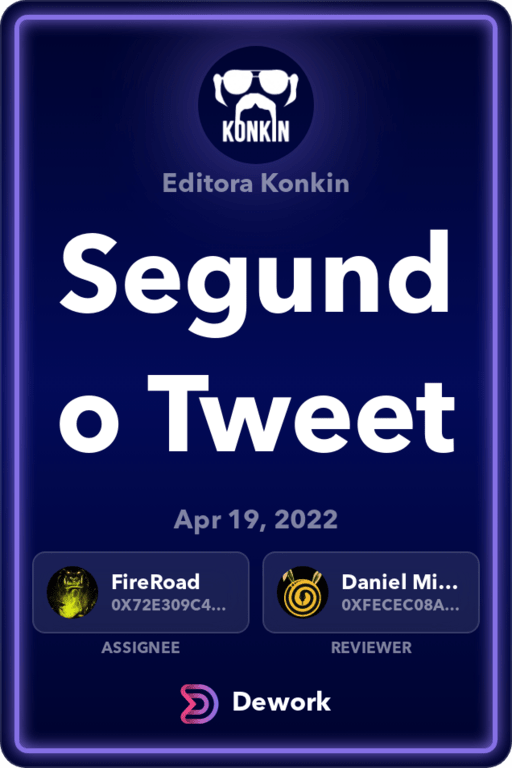 KONKIN
Editora Konkin
Segund
o Tweet
Apr 19, 2022
FireRoad
0X72E309C4...
ASSIGNEE
Daniel Mi...
0XFECEC08A...
REVIEWER
Dework